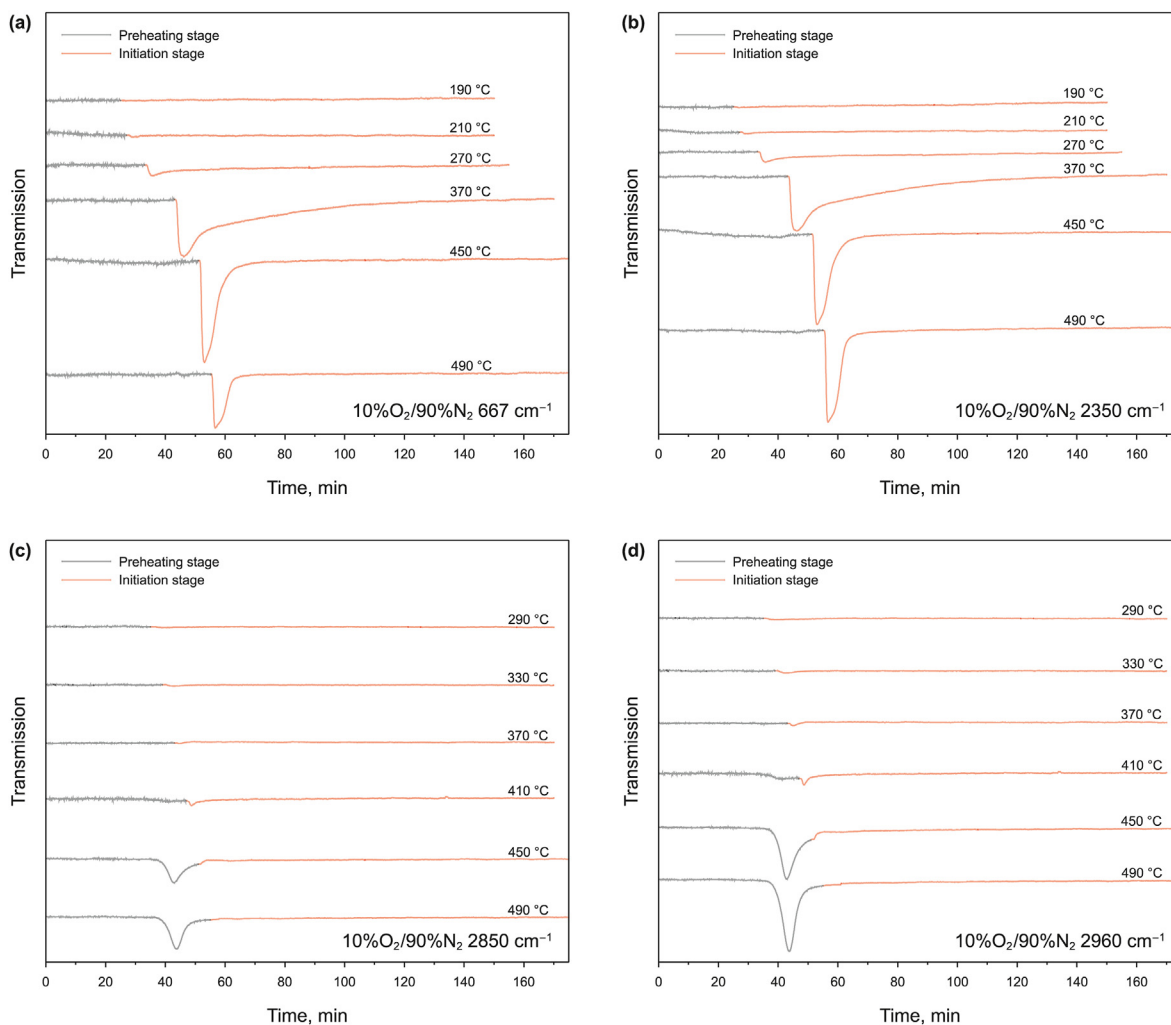 (a)
Preheating stage
Initiation stage
190 °C
210 °C
270 °C
370 °C
450 °C
490 °C
10%O₂/90%N₂ 667 cm⁻¹
Transmission
0 20 40 60 80 100 120 140 160
Time, min
(b)
Preheating stage
Initiation stage
190 °C
210 °C
270 °C
370 °C
450 °C
490 °C
10%O₂/90%N₂ 2350 cm⁻¹
Transmission
0 20 40 60 80 100 120 140 160
Time, min
(c)
Preheating stage
Initiation stage
290 °C
330 °C
370 °C
410 °C
450 °C
490 °C
10%O₂/90%N₂ 2850 cm⁻¹
Transmission
0 20 40 60 80 100 120 140 160
Time, min
(d)
Preheating stage
Initiation stage
290 °C
330 °C
370 °C
410 °C
450 °C
490 °C
10%O₂/90%N₂ 2960 cm⁻¹
Transmission
0 20 40 60 80 100 120 140 160
Time, min